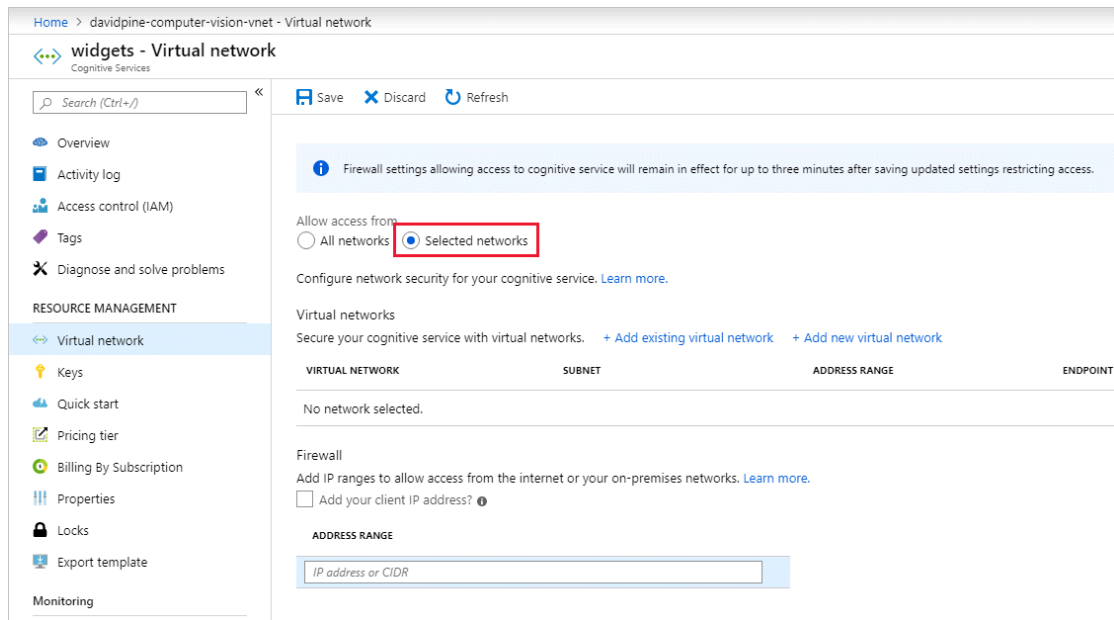 Home > davidpine-computer-vision-vnet - Virtual network
widgets - Virtual network
Cognitive Services
Search (Ctrl+/)
«
Overview
Activity log
Access control (IAM)
Tags
Diagnose and solve problems
RESOURCE MANAGEMENT
Virtual network
Keys
Quick start
Pricing tier
Billing By Subscription
Properties
Locks
Export template
Monitoring
Save Discard Refresh
Firewall settings allowing access to cognitive service will remain in effect for up to three minutes after saving updated settings restricting access.
Allow access from
All networks Selected networks
Configure network security for your cognitive service. Learn more.
Virtual networks
Secure your cognitive service with virtual networks. + Add existing virtual network + Add new virtual network
VIRTUAL NETWORK SUBNET ADDRESS RANGE ENDPOINT
No network selected.
Firewall
Add IP ranges to allow access from the internet or your on-premises networks. Learn more.
Add your client IP address?
ADDRESS RANGE
IP address or CIDR